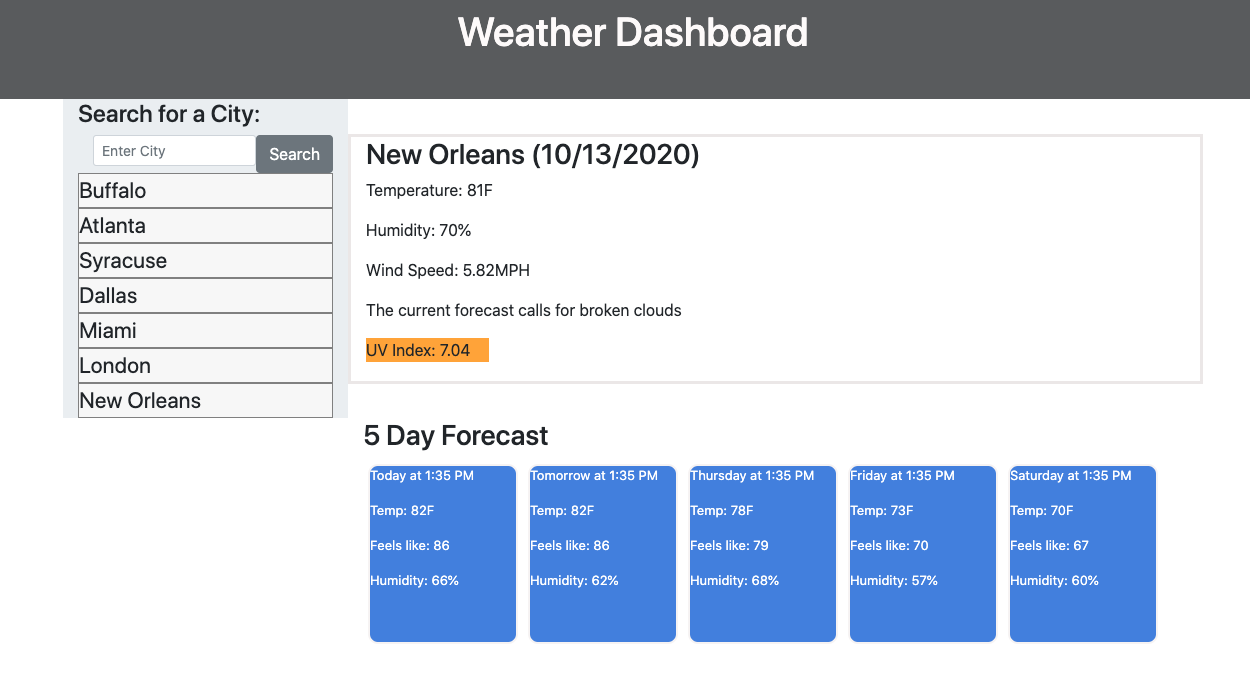 Weather Dashboard
Search for a City:
Enter City
Search
Buffalo
Atlanta
Syracuse
Dallas
Miami
London
New Orleans
New Orleans (10/13/2020)
Temperature: 81F
Humidity: 70%
Wind Speed: 5.82MPH
The current forecast calls for broken clouds
UV Index: 7.04
5 Day Forecast
Today at 1:35 PM
Temp: 82F
Feels like: 86
Humidity: 66%
Tomorrow at 1:35 PM
Temp: 82F
Feels like: 86
Humidity: 62%
Thursday at 1:35 PM
Temp: 78F
Feels like: 79
Humidity: 68%
Friday at 1:35 PM
Temp: 73F
Feels like: 70
Humidity: 57%
Saturday at 1:35 PM
Temp: 70F
Feels like: 67
Humidity: 60%